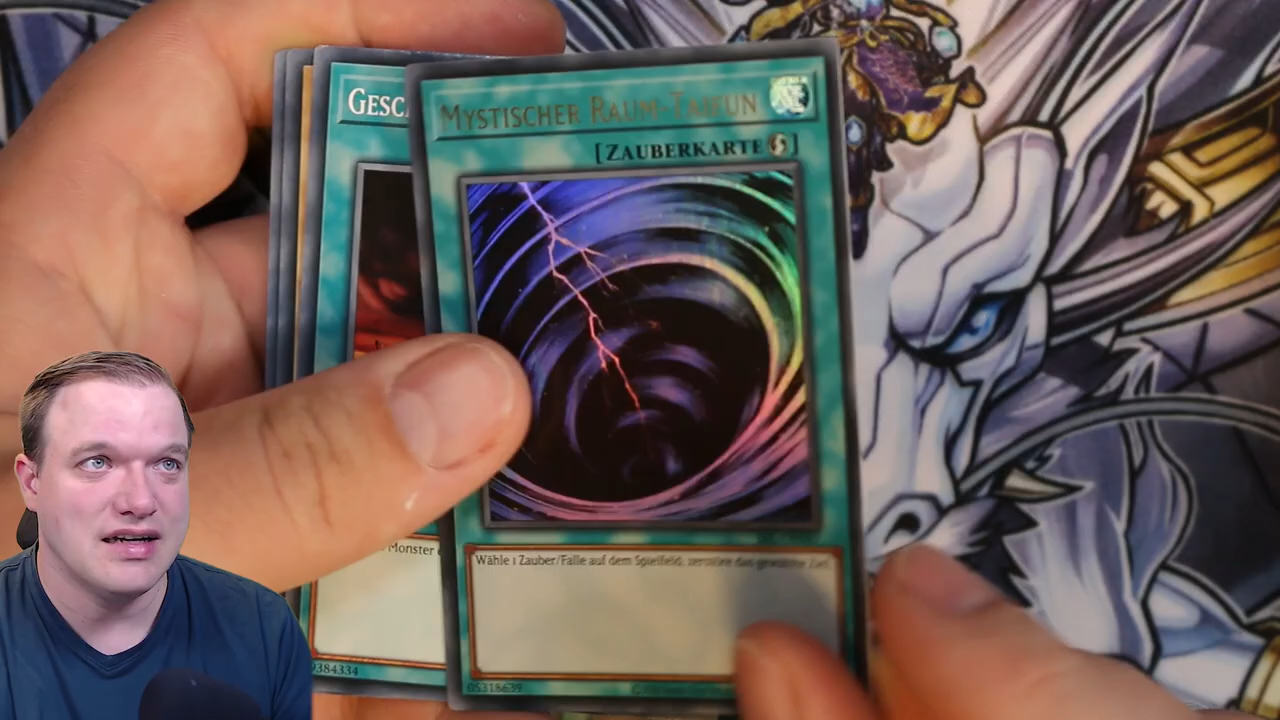 GESC
MYSTISCHER RAUM-TAIFUN
[ZAUBERKARTE]
Monster
Wähle 1 Zauber/Falle auf dem Spielfeld; zerstöre das gewählte Ziel.
9384334
05318639